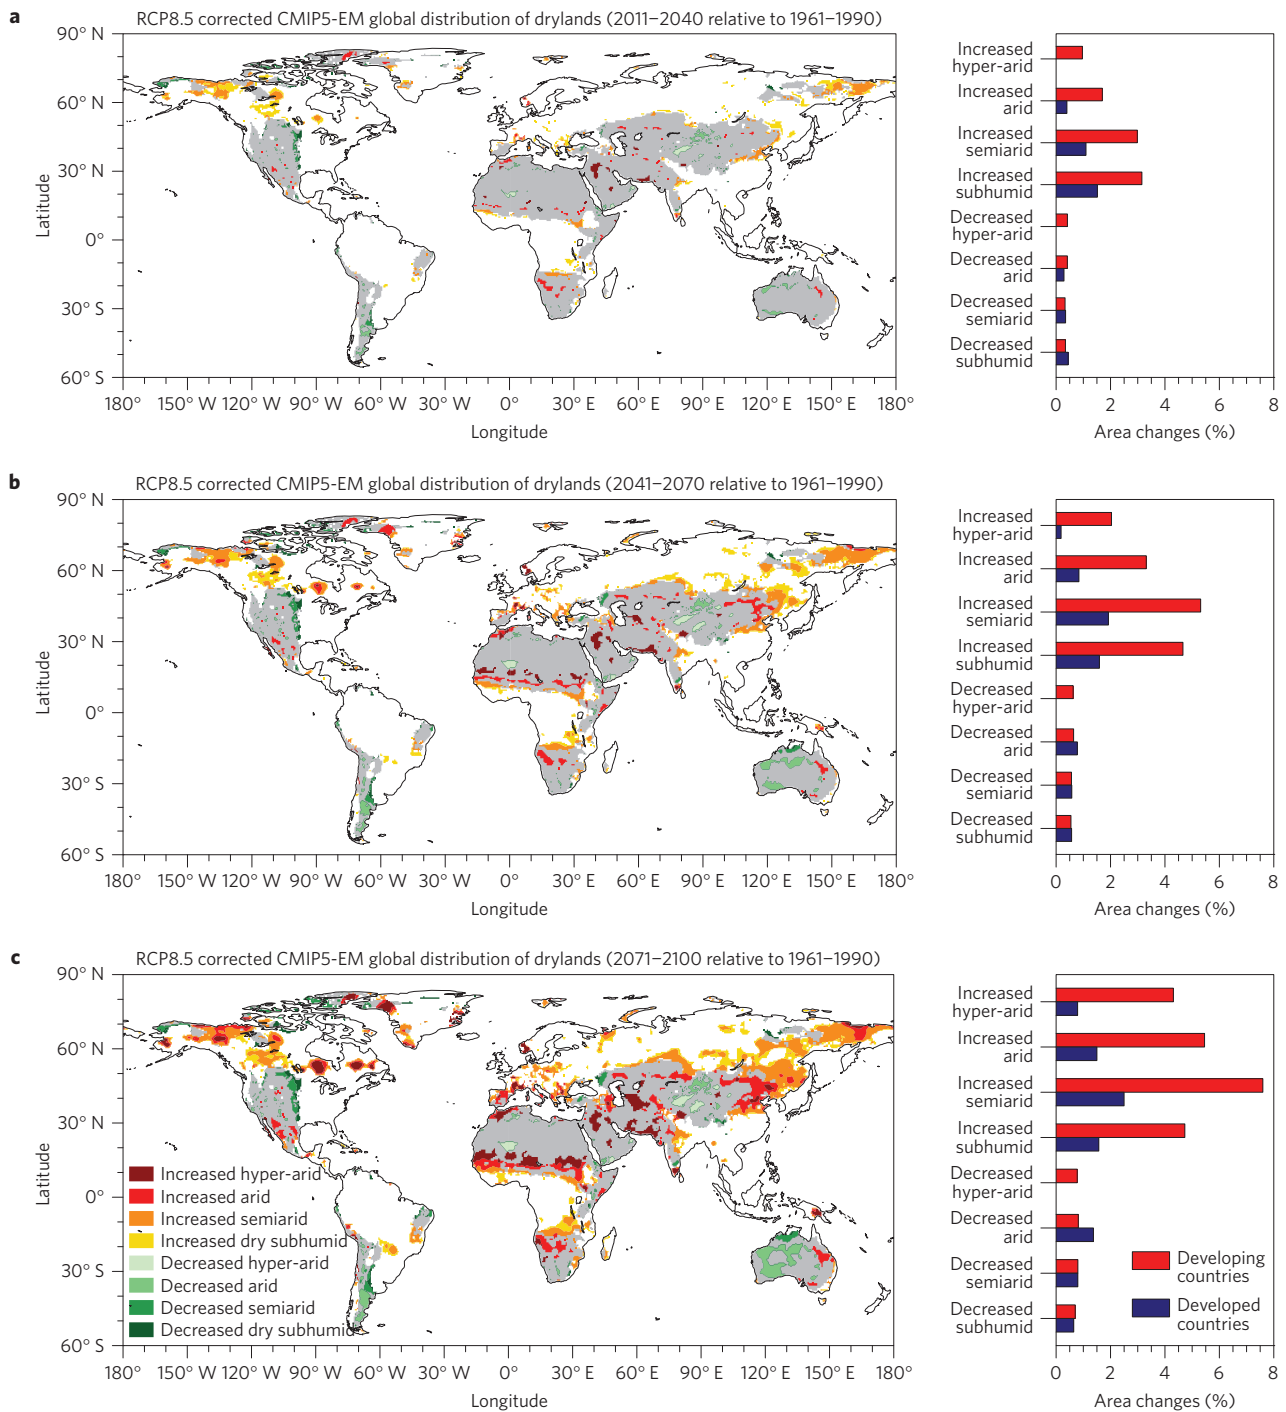 a
RCP8.5 corrected CMIP5-EM global distribution of drylands (2011–2040 relative to 1961–1990)
90° N
60° N
30° N
0°
30° S
60° S
Latitude
180° 150° W 120° W 90° W 60° W 30° W 0° 30° E 60° E 90° E 120° E 150° E 180°
Longitude
Increased
hyper-arid
Increased
arid
Increased
semiarid
Increased
subhumid
Decreased
hyper-arid
Decreased
arid
Decreased
semiarid
Decreased
subhumid
0 2 4 6 8
Area changes (%)
b
RCP8.5 corrected CMIP5-EM global distribution of drylands (2041–2070 relative to 1961–1990)
90° N
60° N
30° N
0°
30° S
60° S
Latitude
180° 150° W 120° W 90° W 60° W 30° W 0° 30° E 60° E 90° E 120° E 150° E 180°
Longitude
Increased
hyper-arid
Increased
arid
Increased
semiarid
Increased
subhumid
Decreased
hyper-arid
Decreased
arid
Decreased
semiarid
Decreased
subhumid
0 2 4 6 8
Area changes (%)
c
RCP8.5 corrected CMIP5-EM global distribution of drylands (2071–2100 relative to 1961–1990)
90° N
60° N
30° N
0°
30° S
60° S
Latitude
Increased hyper-arid
Increased arid
Increased semiarid
Increased dry subhumid
Decreased hyper-arid
Decreased arid
Decreased semiarid
Decreased dry subhumid
180° 150° W 120° W 90° W 60° W 30° W 0° 30° E 60° E 90° E 120° E 150° E 180°
Longitude
Increased
hyper-arid
Increased
arid
Increased
semiarid
Increased
subhumid
Decreased
hyper-arid
Decreased
arid
Decreased
semiarid
Decreased
subhumid
Developing
countries
Developed
countries
0 2 4 6 8
Area changes (%)